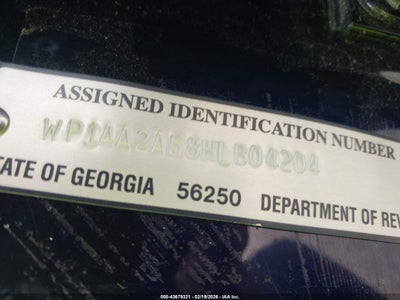 ASSIGNED IDENTIFICATION NUMBER
WP1AA2A58HLB04204
TATE OF GEORGIA 56250 DEPARTMENT OF REV
000-43679321 - 02/19/2026 - IAA Inc.